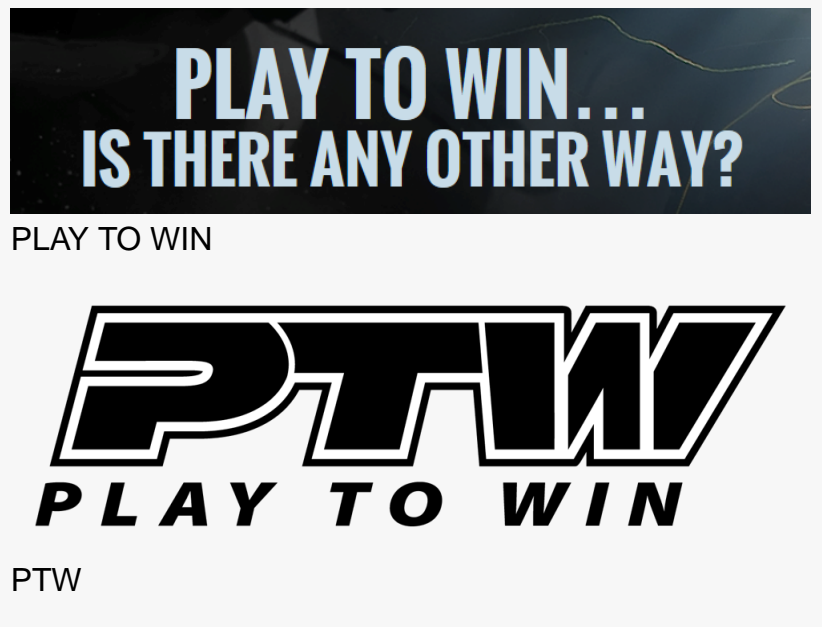 PLAY TO WIN...
IS THERE ANY OTHER WAY?
PLAY TO WIN
PTW
PLAY TO WIN
PTW